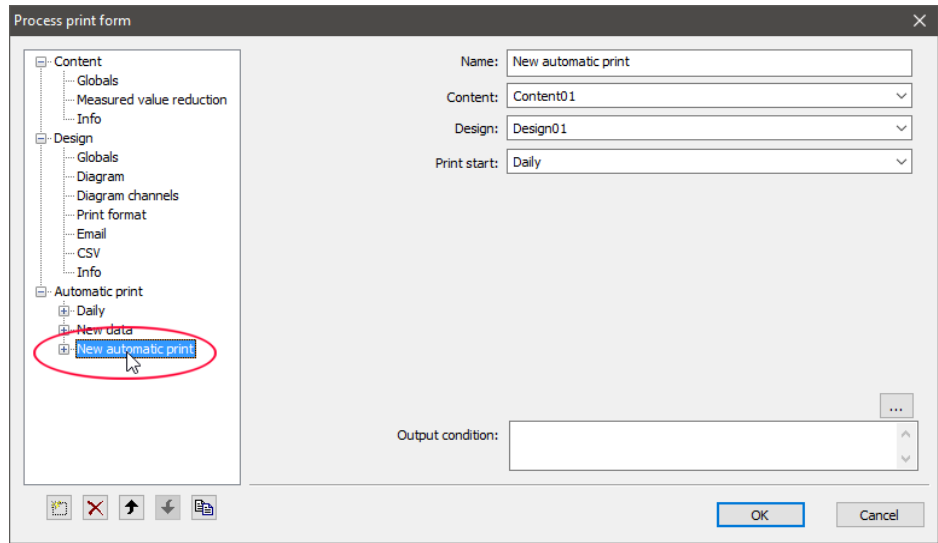 Process print form
Content
Globals
Measured value reduction
Info
Design
Globals
Diagram
Diagram channels
Print format
Email
CSV
Info
Automatic print
Daily
New data
New automatic print
Name: New automatic print
Content: Content01
Design: Design01
Print start: Daily
...
Output condition:
OK Cancel